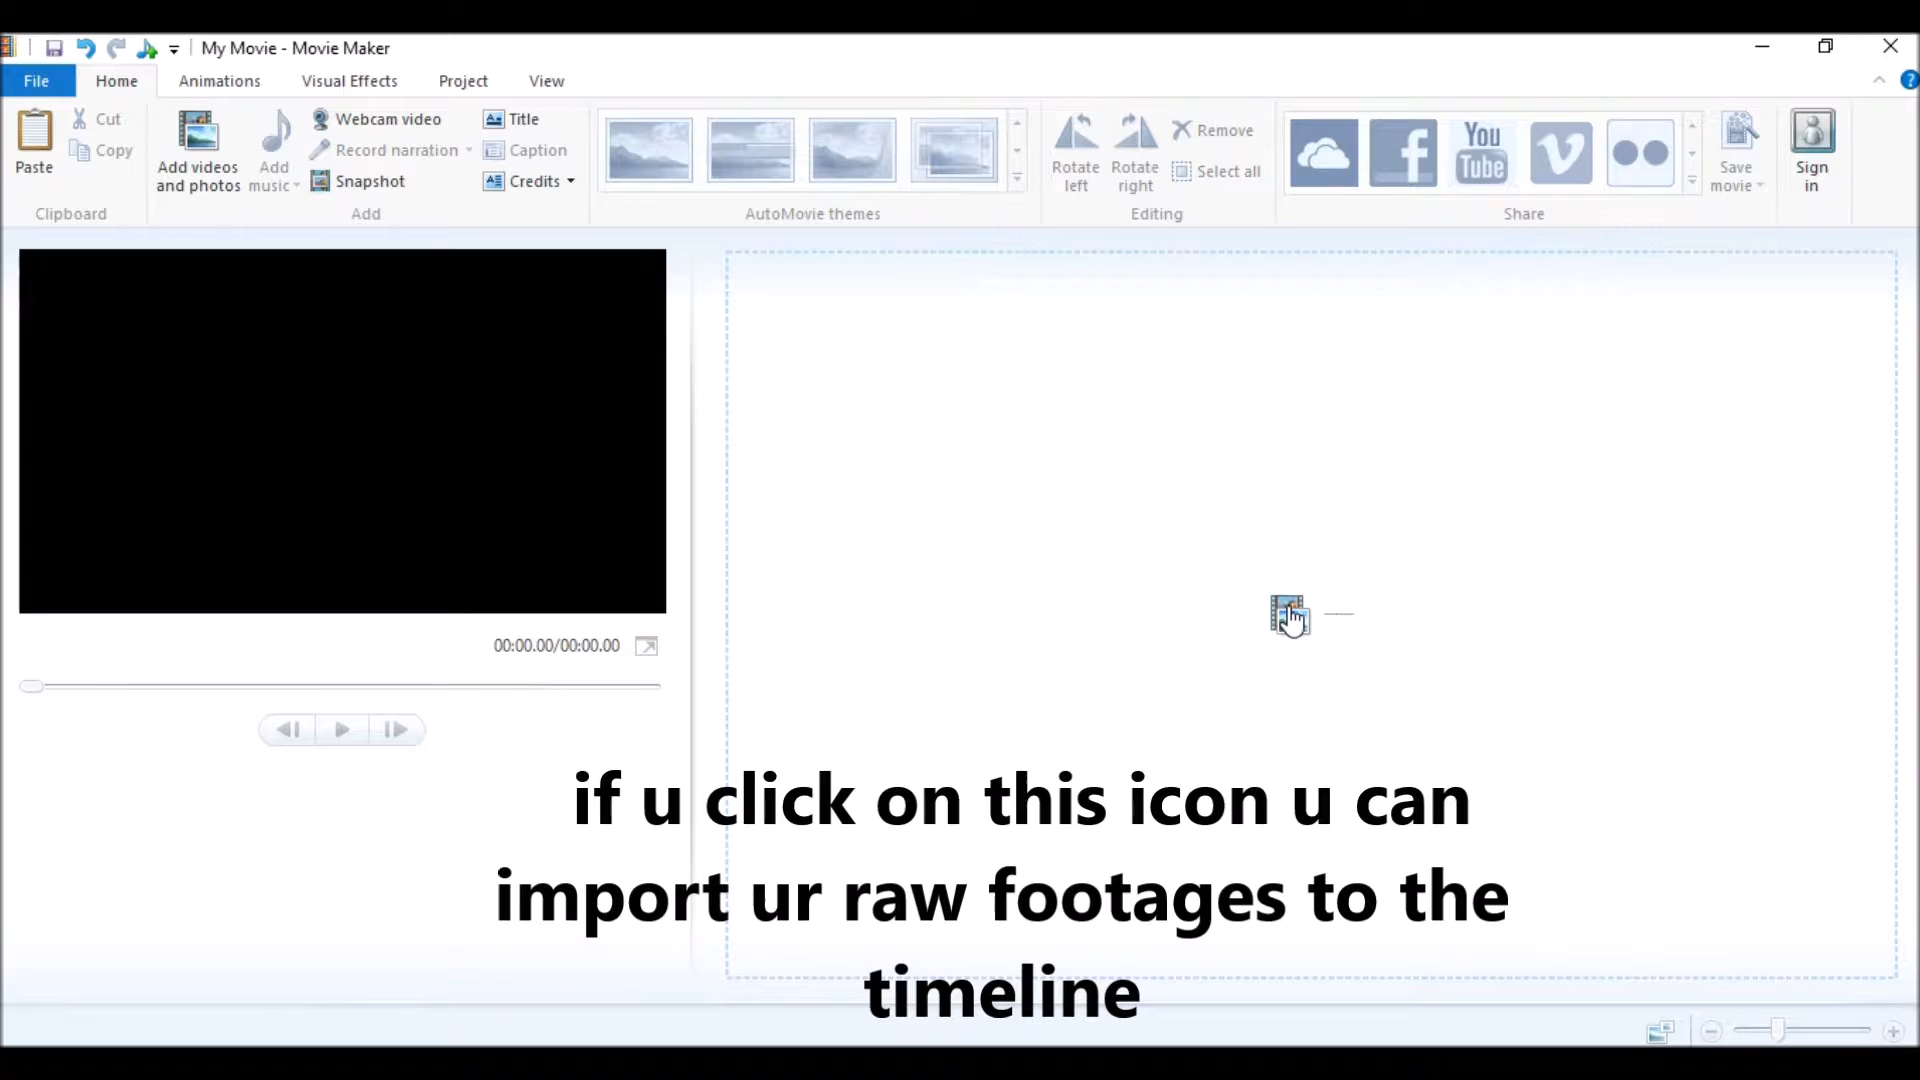 My Movie - Movie Maker
File Home Animations Visual Effects Project View
Paste
Cut
Copy
Clipboard
Add videos
and photos
Add
music
Webcam video
Record narration
Snapshot
Title
Caption
Credits
Add
AutoMovie themes
Rotate
left
Rotate
right
Remove
Select all
Editing
You
Tube
Share
Save
movie
Sign
in
00:00.00/00:00.00
if u click on this icon u can
import ur raw footages to the
timeline